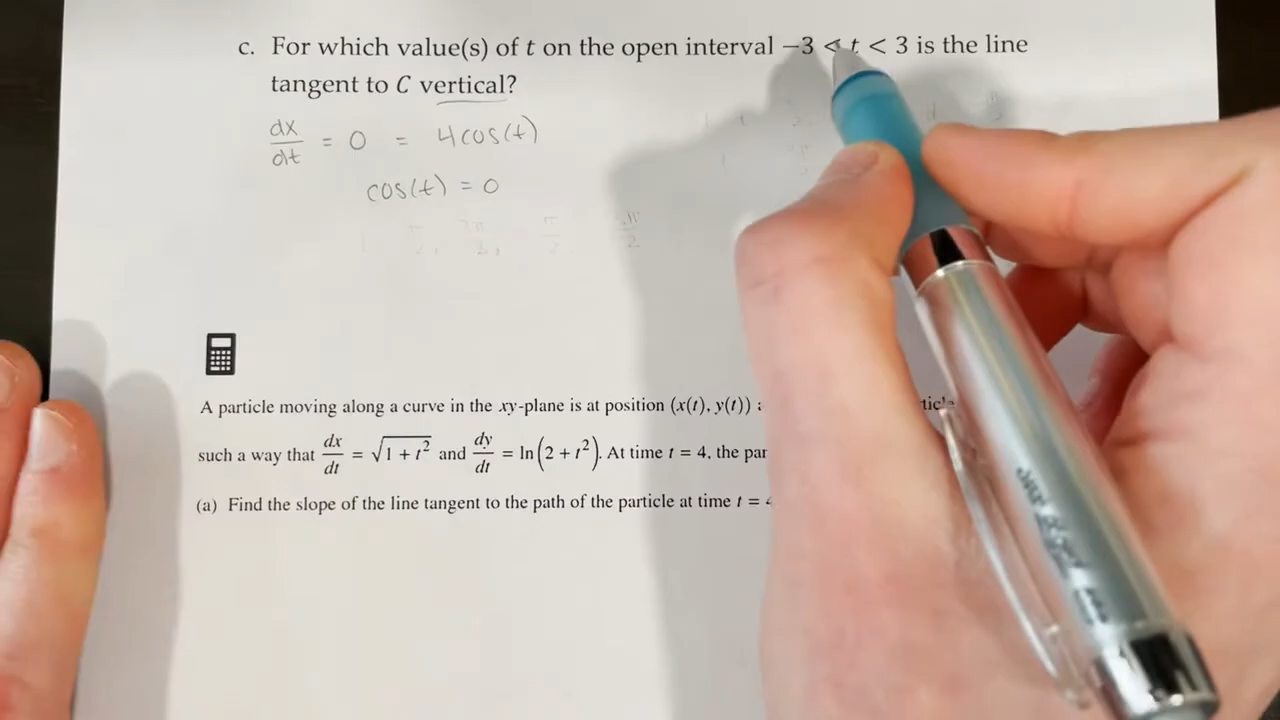 c. For which value(s) of t on the open interval −3 < t < 3 is the line
tangent to C vertical?
dx/dt = 0 = 4cos(t)
cos(t) = 0
A particle moving along a curve in the xy-plane is at position (x(t), y(t))
such a way that dx/dt = √(1 + t²) and dy/dt = ln(2 + t²). At time t = 4, the
(a) Find the slope of the line tangent to the path of the particle at time t =